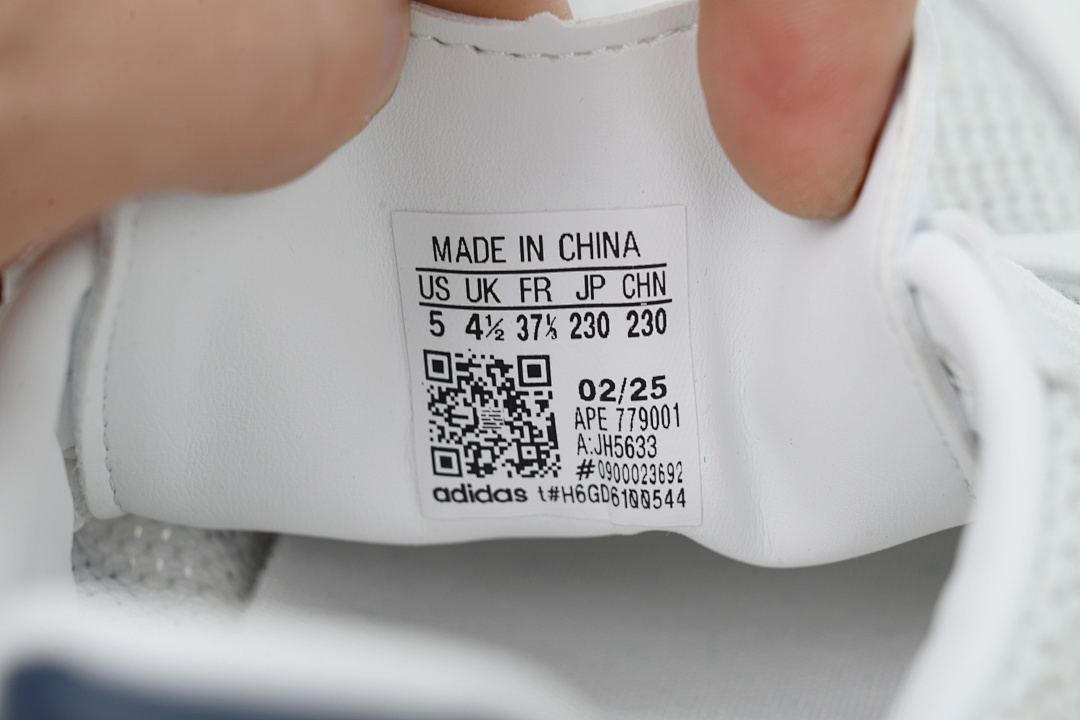 MADE IN CHINA
US UK FR JP CHN
5 4½ 37⅓ 230 230
02/25
APE 779001
A:JH5633
#0900023692
adidas t#H6GD6100544